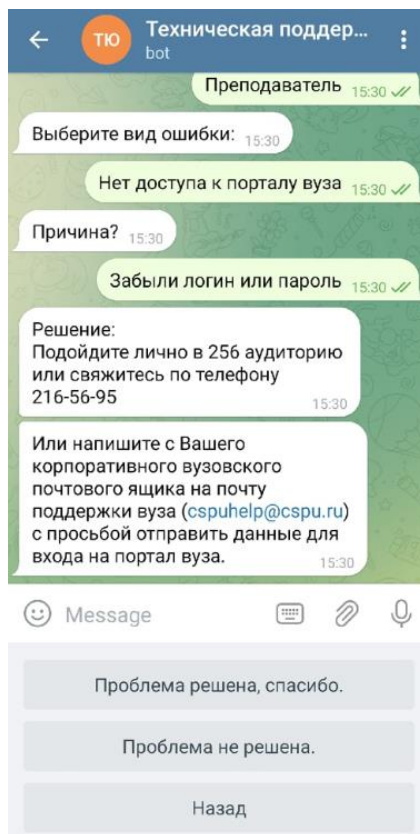 ТЮ
Техническая поддер...
bot
Преподаватель 15:30
Выберите вид ошибки: 15:30
Нет доступа к порталу вуза 15:30
Причина? 15:30
Забыли логин или пароль 15:30
Решение:
Подойдите лично в 256 аудиторию
или свяжитесь по телефону
216-56-95
15:30
Или напишите с Вашего
корпоративного вузовского
почтового ящика на почту
поддержки вуза (cspuhelp@cspu.ru)
с просьбой отправить данные для
входа на портал вуза. 15:30
Message
Проблема решена, спасибо.
Проблема не решена.
Назад